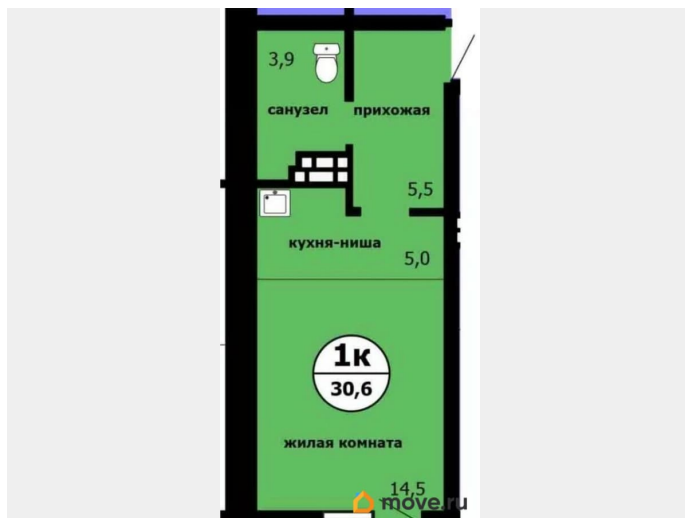 3,9
санузел прихожая
5,5
кухня-ниша
5,0
1к
30,6
жилая комната
14,5
move.ru